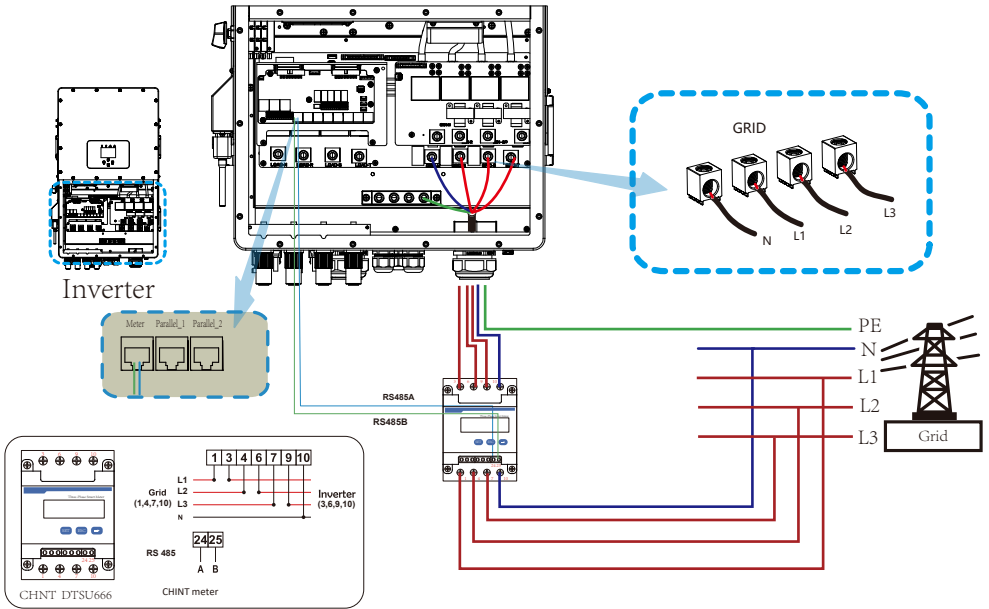 GRID
N
L1
L2
L3
Inverter
Meter
Parallel_1
Parallel_2
PE
N
L1
L2
L3
Grid
RS485A
RS485B
1 3 4 6 7 9 10
L1
L2
L3
N
Grid
(1,4,7,10)
Inverter
(3,6,9,10)
RS 485
24 25
A B
CHNT DTSU666
CHINT meter